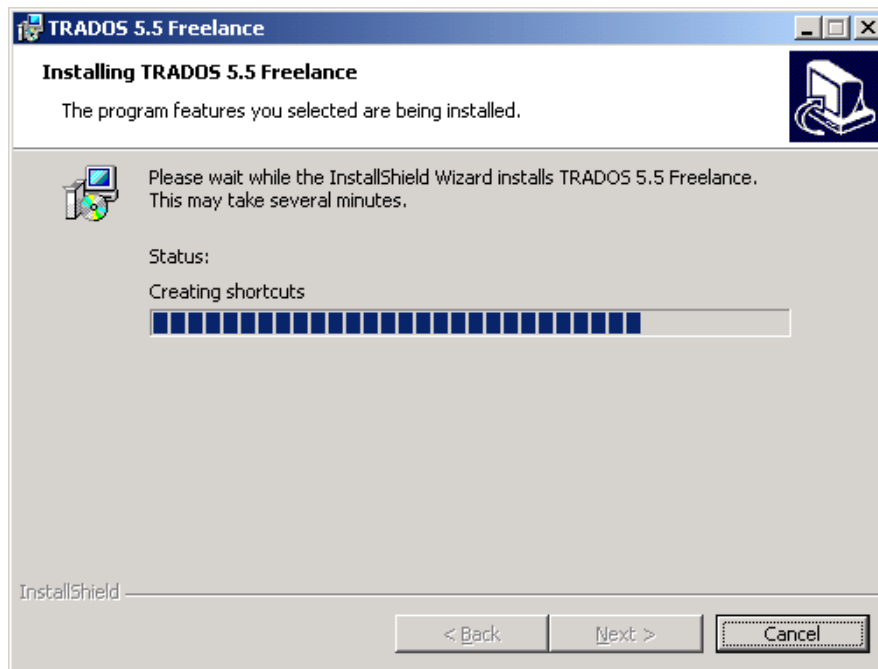 TRADOS 5.5 Freelance
Installing TRADOS 5.5 Freelance
The program features you selected are being installed.
Please wait while the InstallShield Wizard installs TRADOS 5.5 Freelance.
This may take several minutes.
Status:
Creating shortcuts
InstallShield
< Back
Next >
Cancel